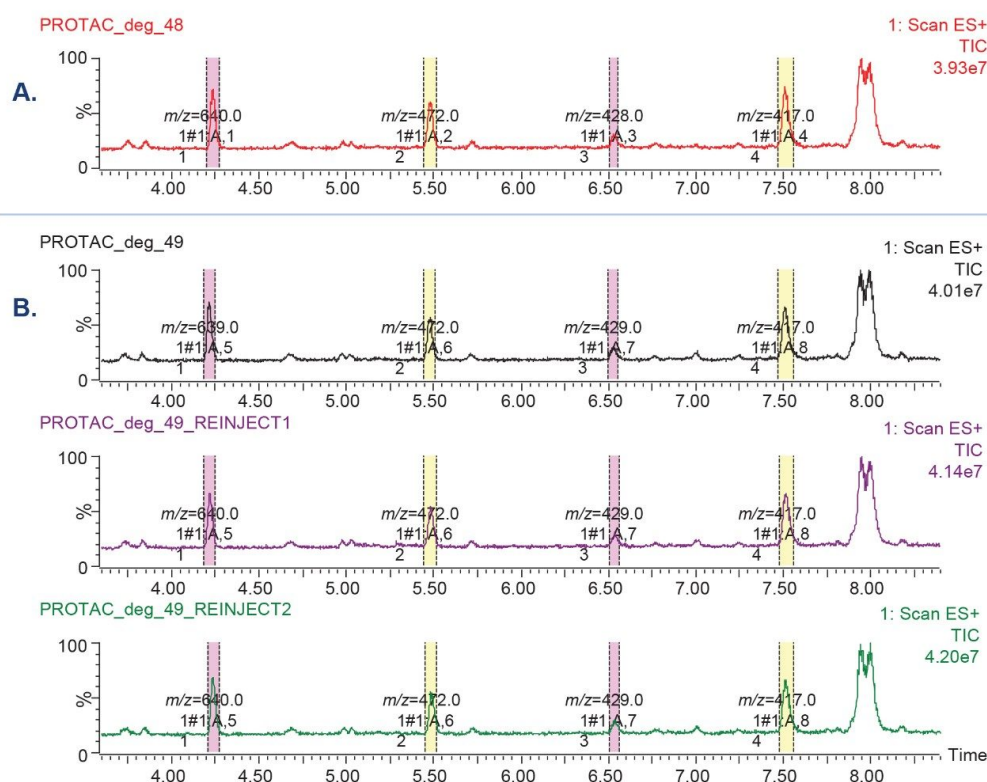 PROTAC_deg_48
1: Scan ES+
TIC
3.93e7
A.
100
%
0
m/z=640.0 m/z=472.0 m/z=428.0 m/z=417.0
1#1 A,1 1#1 A,2 1#1 A,3 1#1 A,4
1 2 3 4
4.00 4.50 5.00 5.50 6.00 6.50 7.00 7.50 8.00
PROTAC_deg_49
1: Scan ES+
TIC
4.01e7
B.
100
%
0
m/z=639.0 m/z=472.0 m/z=429.0 m/z=417.0
1#1 A,5 1#1 A,6 1#1 A,7 1#1 A,8
1 2 3 4
4.00 4.50 5.00 5.50 6.00 6.50 7.00 7.50 8.00
PROTAC_deg_49_REINJECT1
1: Scan ES+
TIC
4.14e7
100
%
0
m/z=640.0 m/z=472.0 m/z=429.0 m/z=417.0
1#1 A,5 1#1 A,6 1#1 A,7 1#1 A,8
1 2 3 4
4.00 4.50 5.00 5.50 6.00 6.50 7.00 7.50 8.00
PROTAC_deg_49_REINJECT2
1: Scan ES+
TIC
4.20e7
100
%
0
m/z=640.0 m/z=472.0 m/z=429.0 m/z=417.0
1#1 A,5 1#1 A,6 1#1 A,7 1#1 A,8
1 2 3 4
Time
4.00 4.50 5.00 5.50 6.00 6.50 7.00 7.50 8.00